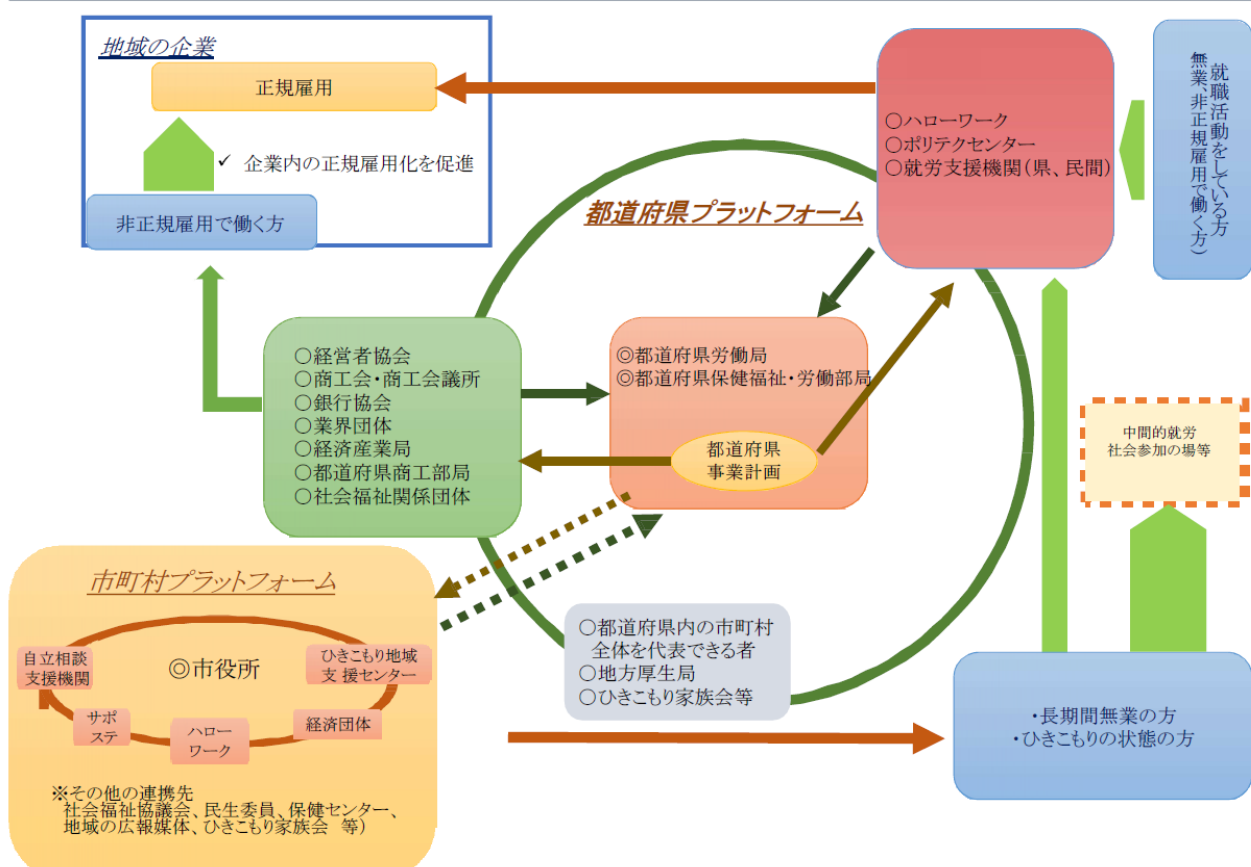 地域の企業
正規雇用
✓ 企業内の正規雇用化を促進
非正規雇用で働く方
○ハローワーク
○ポリテクセンター
○就労支援機関(県、民間)
就職活動をしている方
(無業、非正規雇用で働く方)
都道府県プラットフォーム
○経営者協会
○商工会・商工会議所
○銀行協会
○業界団体
○経済産業局
○都道府県商工部局
○社会福祉関係団体
◎都道府県労働局
◎都道府県保健福祉・労働部局
都道府県
事業計画
中間的就労
社会参加の場等
市町村プラットフォーム
自立相談
支援機関
◎市役所
ひきこもり地域
支 援センター
サポ
ステ
ハロー
ワーク
経済団体
※その他の連携先
社会福祉協議会、民生委員、保健センター、
地域の広報媒体、ひきこもり家族会 等)
○都道府県内の市町村
全体を代表できる者
○地方厚生局
○ひきこもり家族会等
・長期間無業の方
・ひきこもりの状態の方